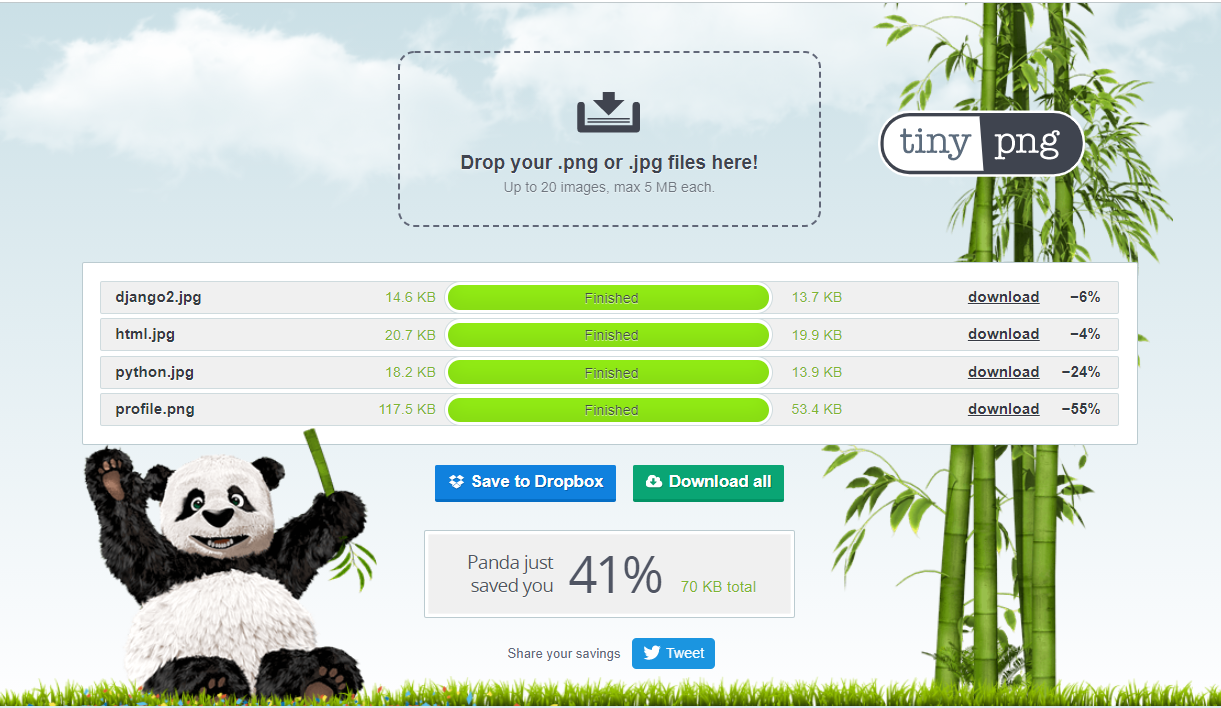 Drop your .png or .jpg files here!
Up to 20 images, max 5 MB each.
tiny png
django2.jpg 14.6 KB Finished 13.7 KB download −6%
html.jpg 20.7 KB Finished 19.9 KB download −4%
python.jpg 18.2 KB Finished 13.9 KB download −24%
profile.png 117.5 KB Finished 53.4 KB download −55%
Save to Dropbox Download all
Panda just
saved you 41% 70 KB total
Share your savings Tweet